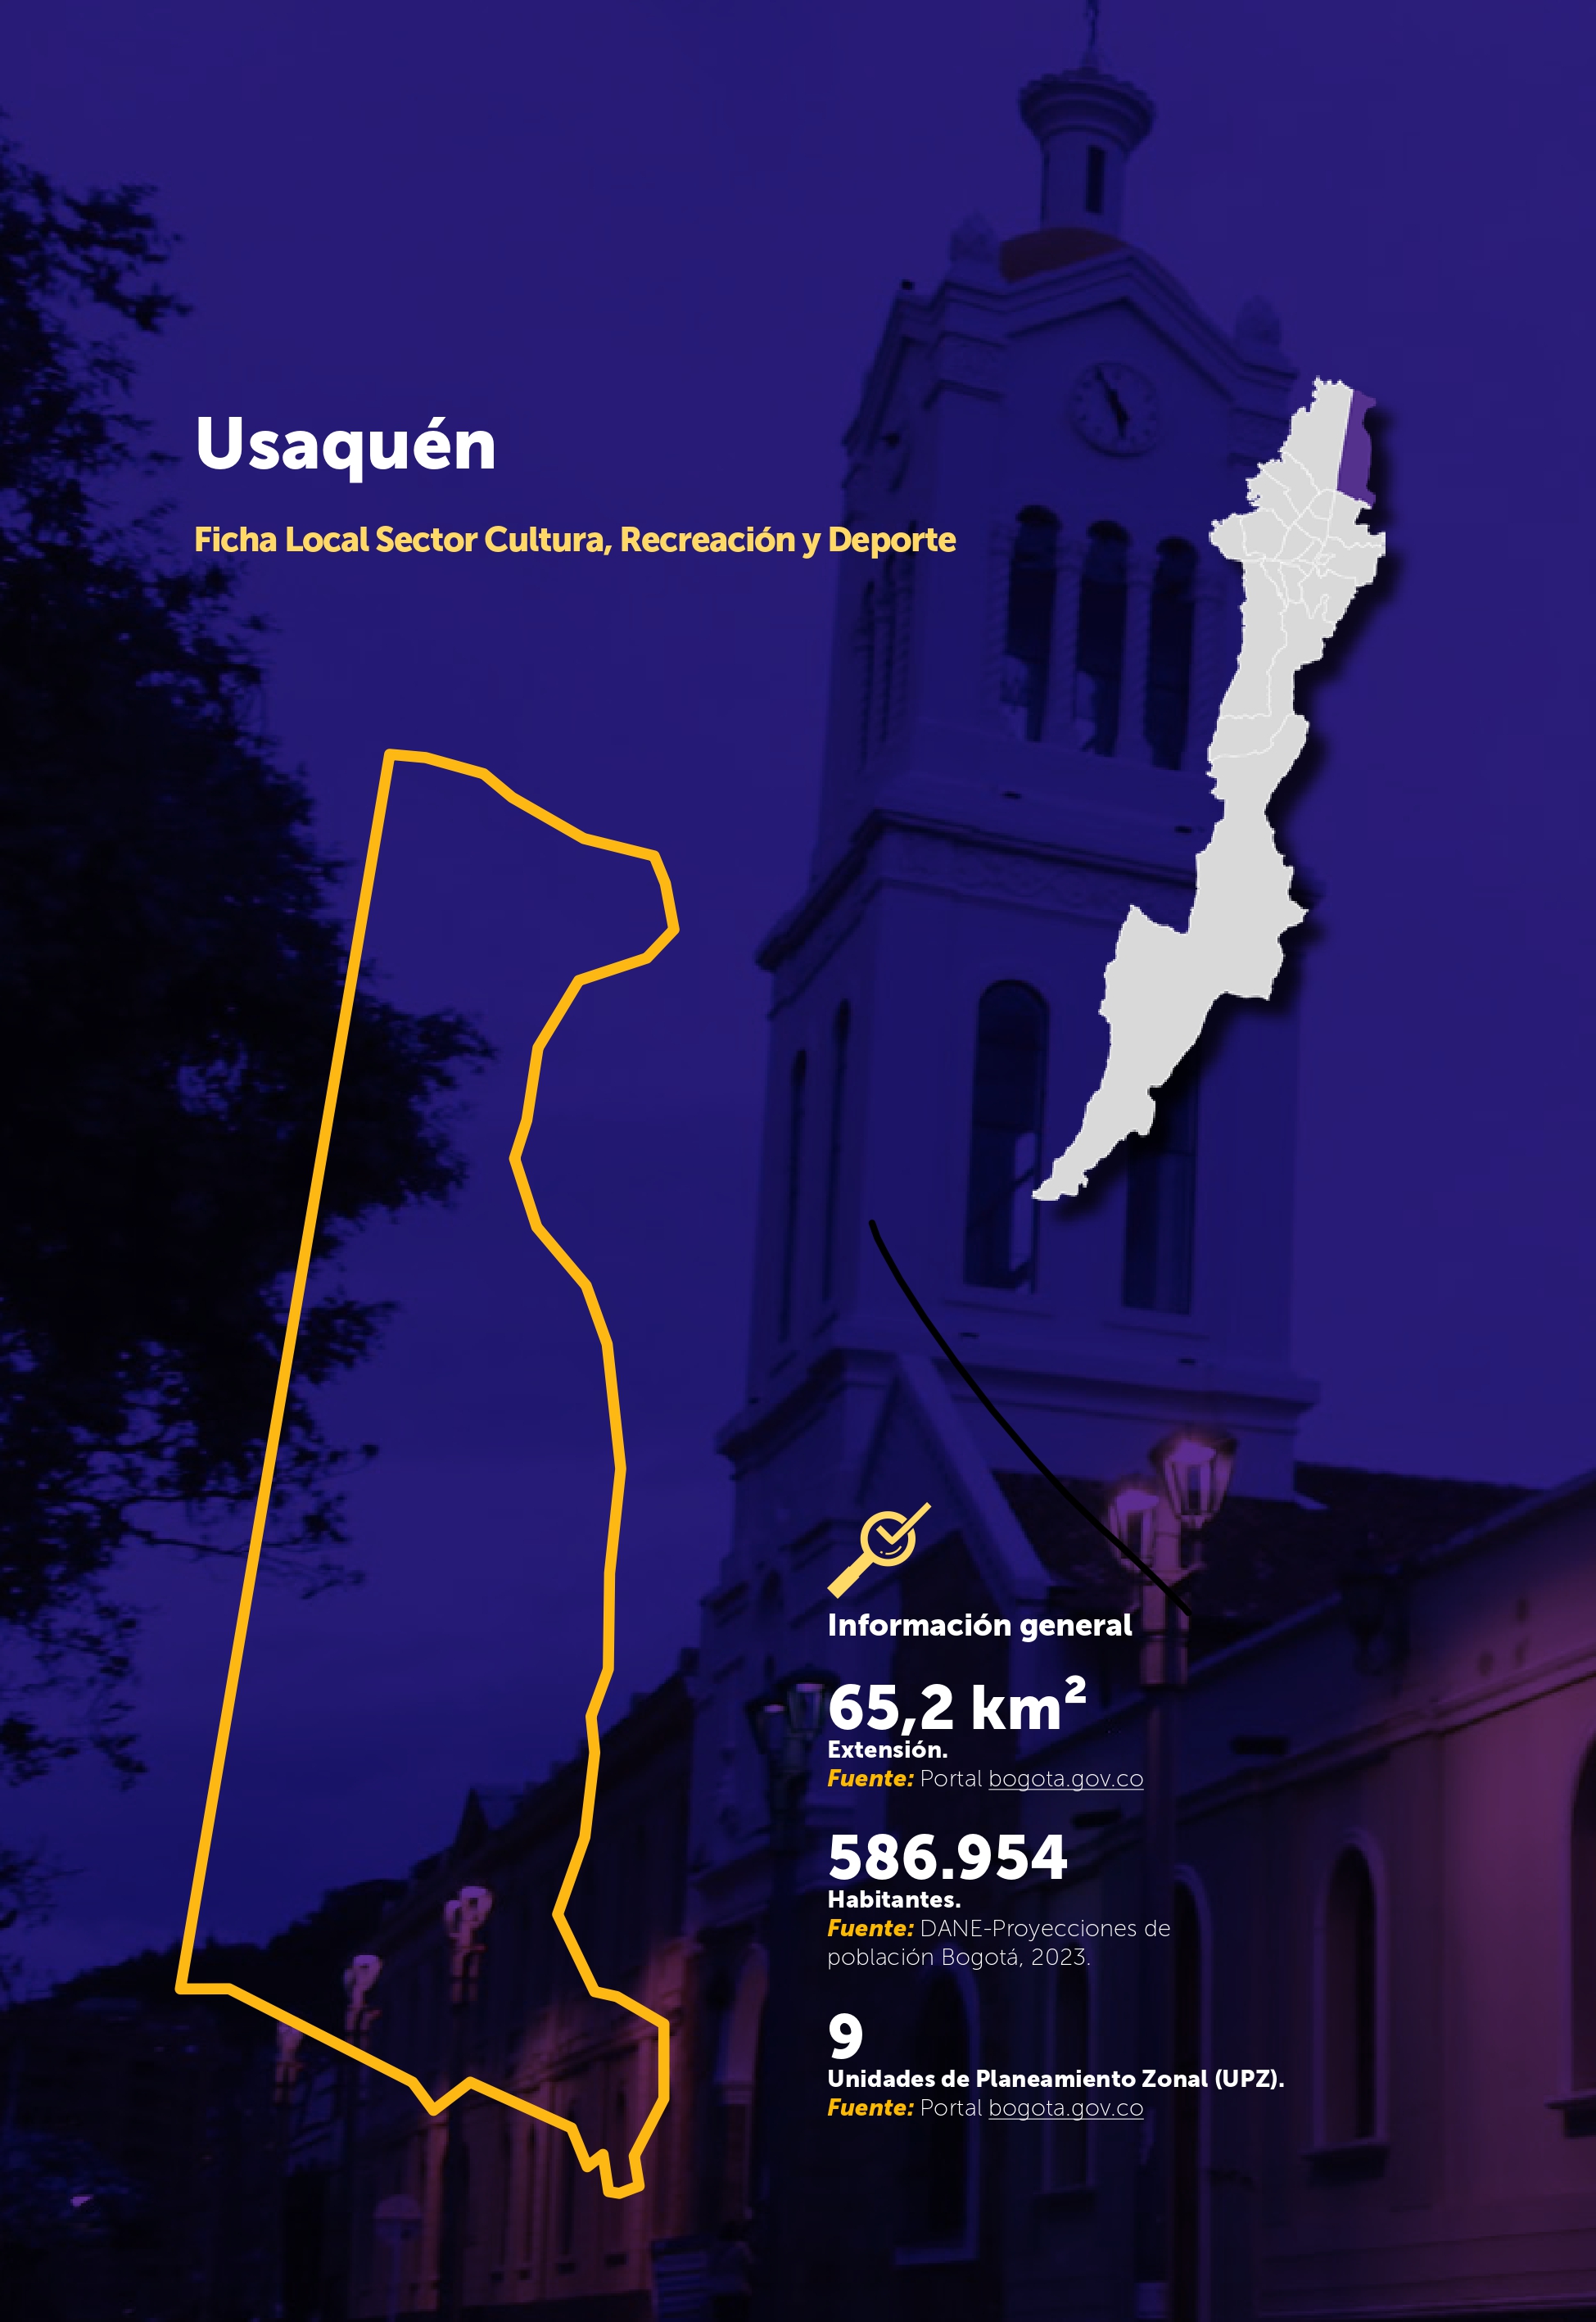 Usaquén
Ficha Local Sector Cultura, Recreación y Deporte
Información general
65,2 km²
Extensión.
Fuente: Portal bogota.gov.co
586.954
Habitantes.
Fuente: DANE-Proyecciones de
población Bogotá, 2023.
9
Unidades de Planeamiento Zonal (UPZ).
Fuente: Portal bogota.gov.co